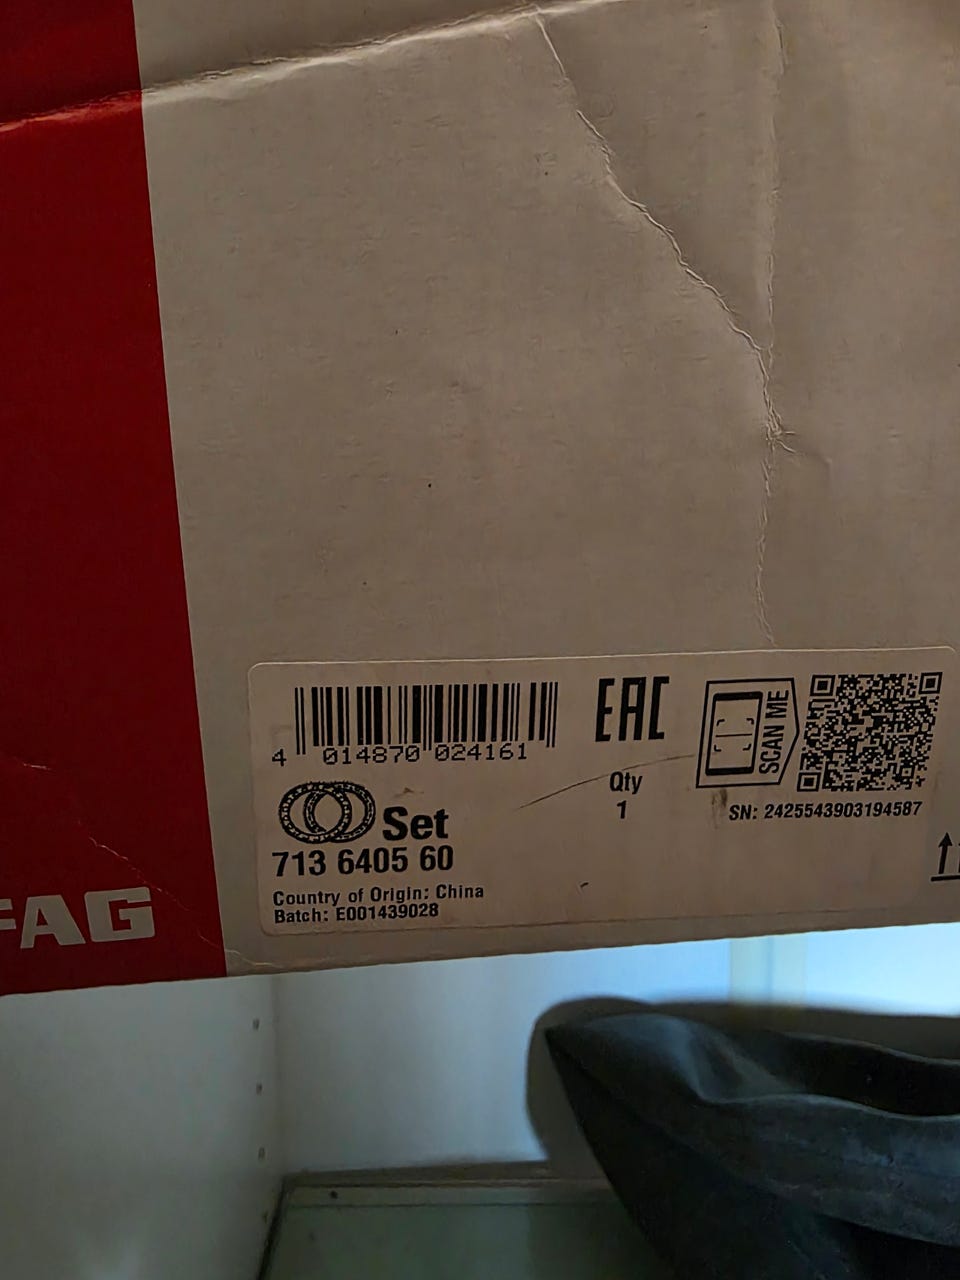 4 014870 024161
EAC
SCAN ME
Qty
1
SN: 2425543903194587
Set
713 6405 60
Country of Origin: China
Batch: E001439028
FAG